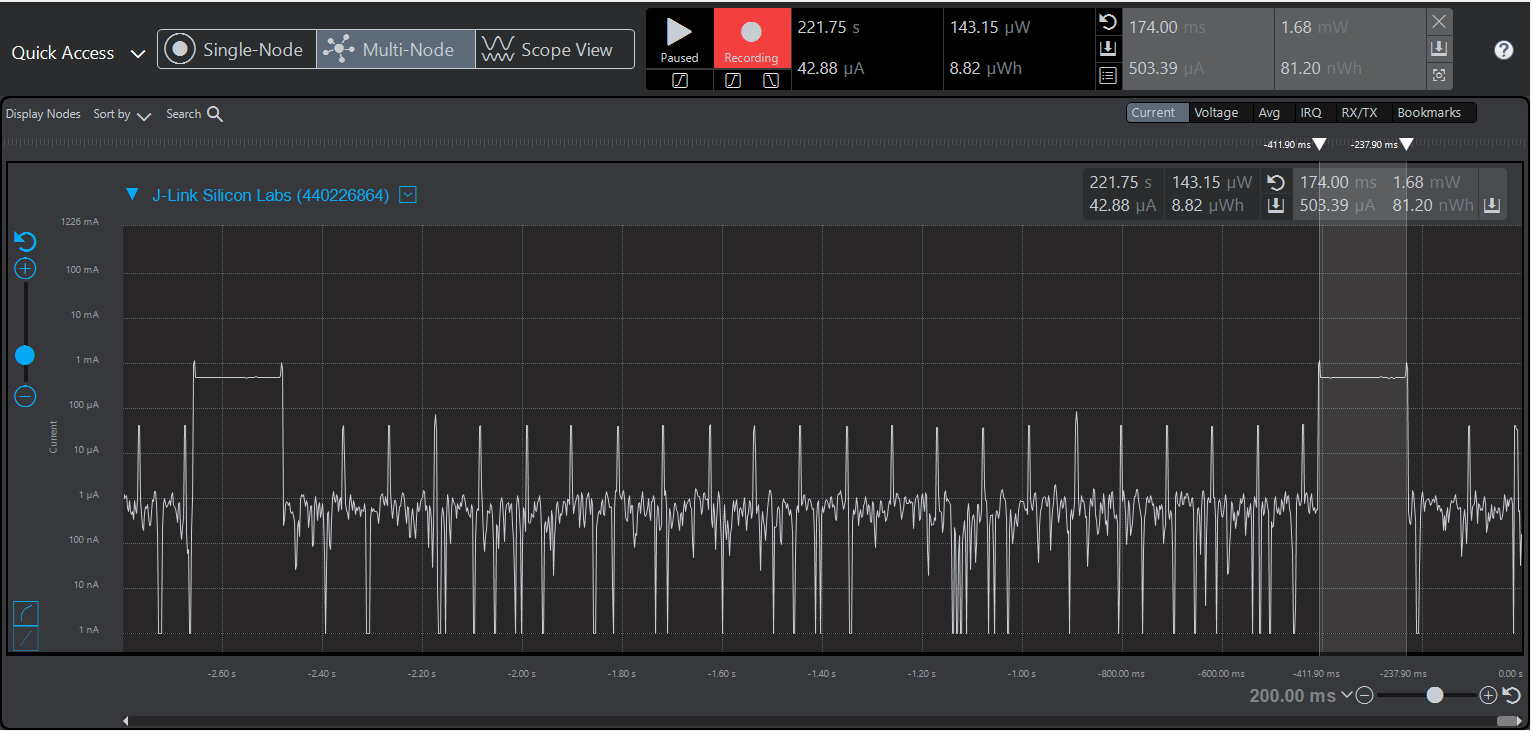 Quick Access
Single-Node
Multi-Node
Scope View
Paused
Recording
221.75 s
42.88 µA
143.15 µW
8.82 µWh
174.00 ms
503.39 µA
1.68 mW
81.20 nWh
?
Display Nodes Sort by Search
Current Voltage Avg IRQ RX/TX Bookmarks
-411.90 ms -237.90 ms
J-Link Silicon Labs (440226864)
221.75 s 143.15 µW 174.00 ms 1.68 mW
42.88 µA 8.82 µWh 503.39 µA 81.20 nWh
1226 mA
100 mA
10 mA
1 mA
100 µA
10 µA
1 µA
100 nA
10 nA
1 nA
Current
-2.60 s -2.40 s -2.20 s -2.00 s -1.80 s -1.60 s -1.40 s -1.20 s -1.00 s -800.00 ms -600.00 ms -411.90 ms -237.90 ms 0.00 s
200.00 ms